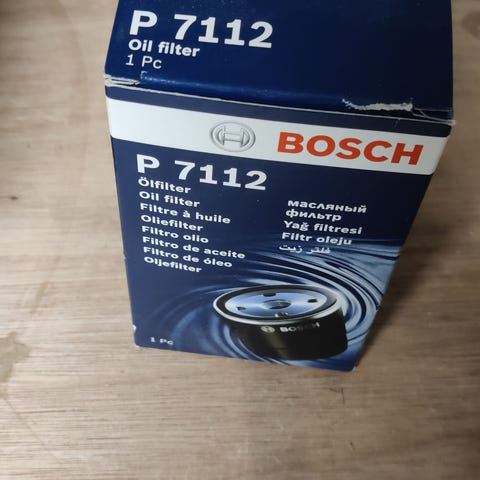 P 7112
Oil filter
1 Pc
BOSCH
P 7112
Ölfilter
Oil filter
Filtre à huile
Oliefilter
Filtro olio
Filtro de aceite
Filtro de óleo
Oljefilter
масляный
фильтр
Yağ filtresi
Filtr oleju
فلتر زيت
BOSCH
1 Pc